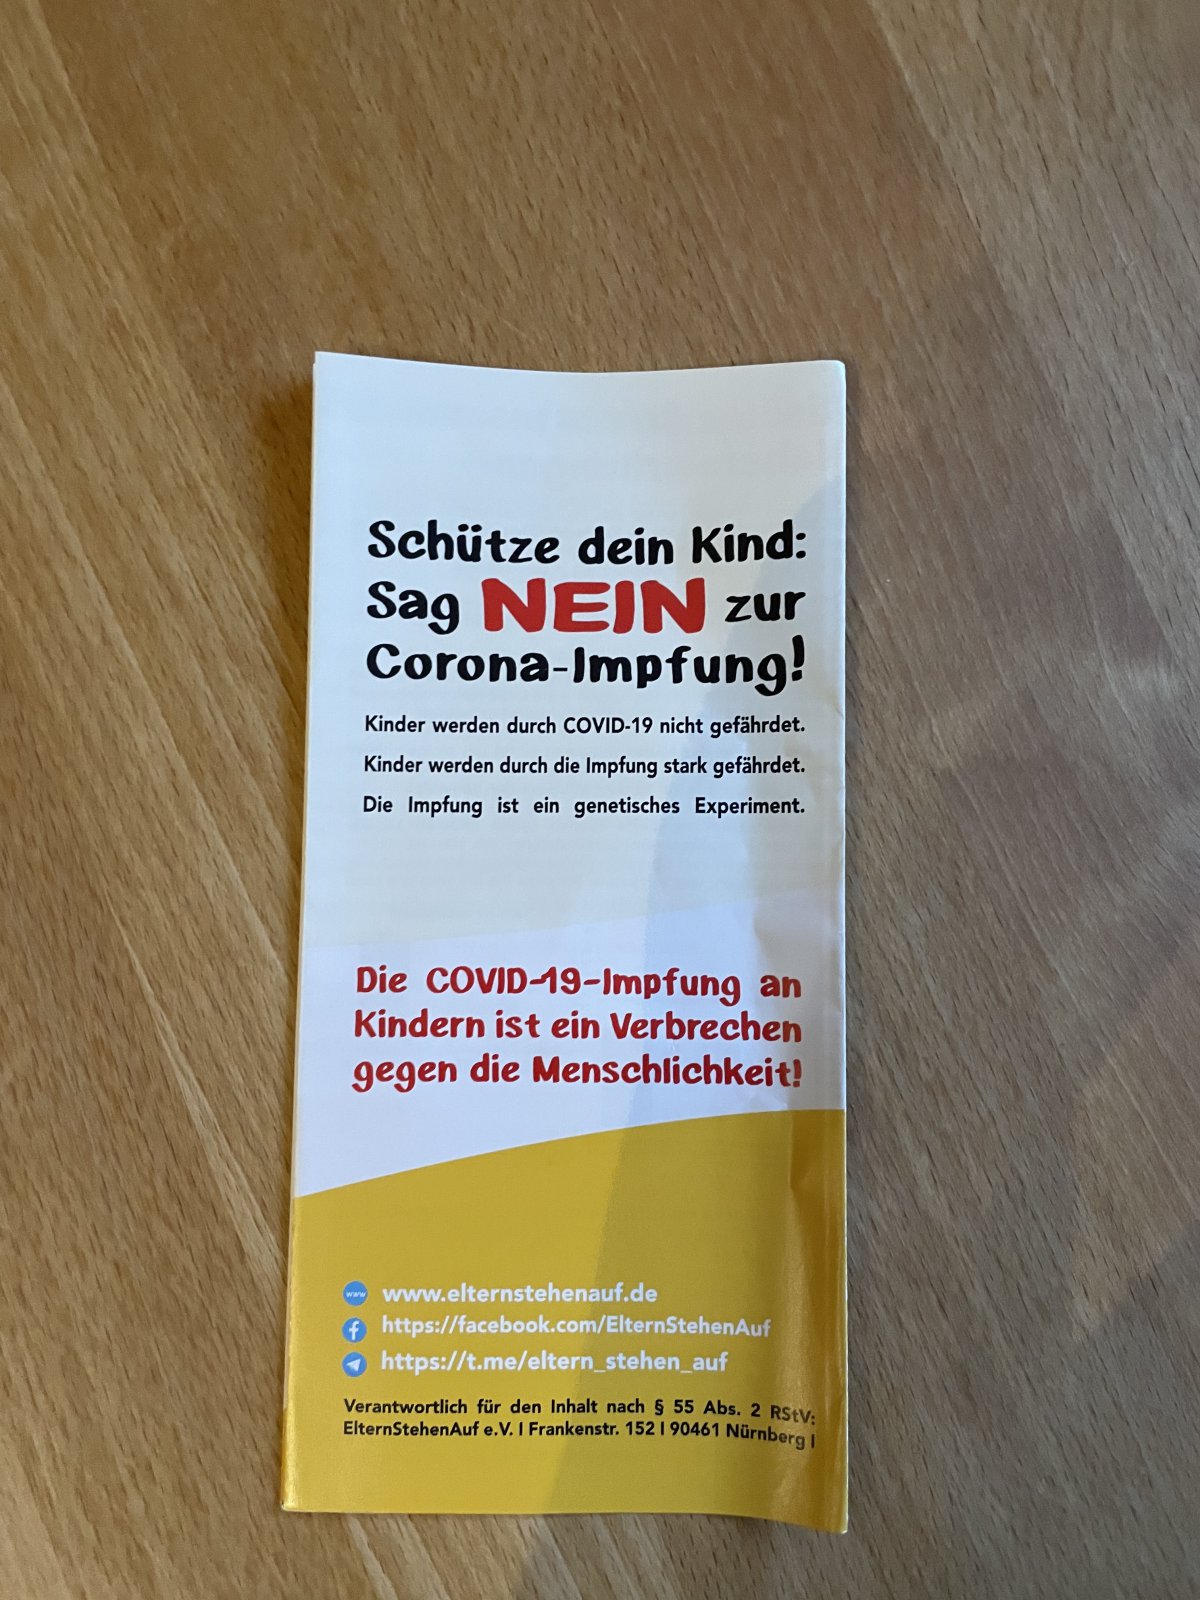 Schütze dein Kind:
Sag NEIN zur
Corona-Impfung!
Kinder werden durch COVID-19 nicht gefährdet.
Kinder werden durch die Impfung stark gefährdet.
Die Impfung ist ein genetisches Experiment.
Die COVID-19-Impfung an
Kindern ist ein Verbrechen
gegen die Menschlichkeit!
www www.elternstehenauf.de
https://facebook.com/ElternStehenAuf
https://t.me/eltern_stehen_auf
Verantwortlich für den Inhalt nach § 55 Abs. 2 RStV:
ElternStehenAuf e.V. I Frankenstr. 152 I 90461 Nürnberg I